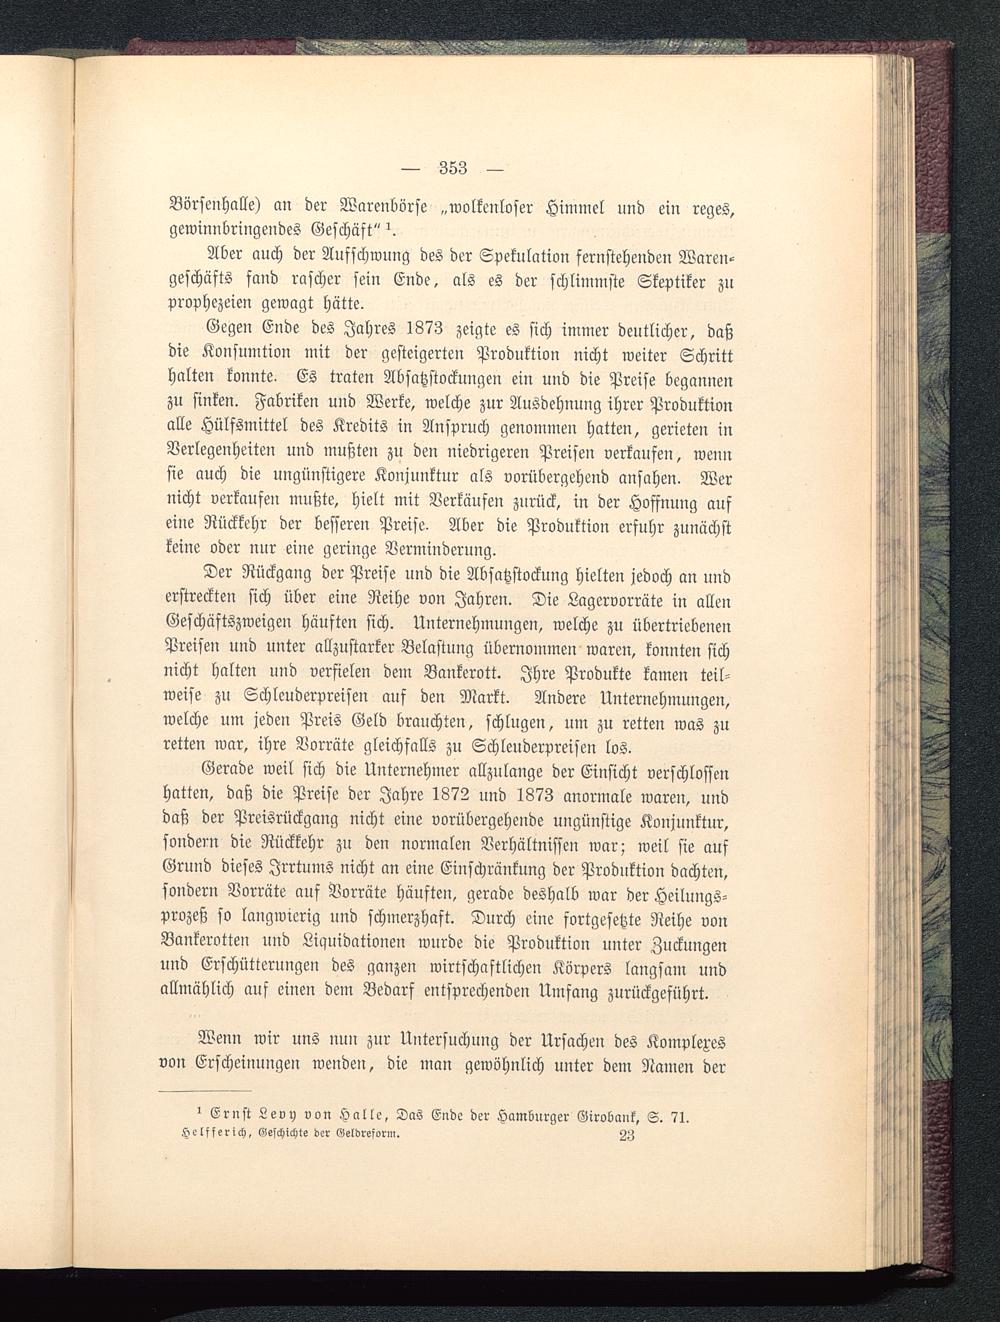 — 353 —
Börsenhalle) an der Warenbörse „wolkenloser Himmel und ein reges,
gewinnbringendes Geschäft“ ¹.
Aber auch der Aufschwung des der Spekulation fernstehenden Waren-
geschäfts fand rascher sein Ende, als es der schlimmste Skeptiker zu
prophezeien gewagt hätte.
Gegen Ende des Jahres 1873 zeigte es sich immer deutlicher, daß
die Konsumtion mit der gesteigerten Produktion nicht weiter Schritt
halten konnte. Es traten Absatzstockungen ein und die Preise begannen
zu sinken. Fabriken und Werke, welche zur Ausdehnung ihrer Produktion
alle Hülfsmittel des Kredits in Anspruch genommen hatten, gerieten in
Verlegenheiten und mußten zu den niedrigeren Preisen verkaufen, wenn
sie auch die ungünstigere Konjunktur als vorübergehend ansahen. Wer
nicht verkaufen mußte, hielt mit Verkäufen zurück, in der Hoffnung auf
eine Rückkehr der besseren Preise. Aber die Produktion erfuhr zunächst
keine oder nur eine geringe Verminderung.
Der Rückgang der Preise und die Absatzstockung hielten jedoch an und
erstreckten sich über eine Reihe von Jahren. Die Lagervorräte in allen
Geschäftszweigen häuften sich. Unternehmungen, welche zu übertriebenen
Preisen und unter allzustarker Belastung übernommen waren, konnten sich
nicht halten und verfielen dem Bankerott. Ihre Produkte kamen teil-
weise zu Schleuderpreisen auf den Markt. Andere Unternehmungen,
welche um jeden Preis Geld brauchten, schlugen, um zu retten was zu
retten war, ihre Vorräte gleichfalls zu Schleuderpreisen los.
Gerade weil sich die Unternehmer allzulange der Einsicht verschlossen
hatten, daß die Preise der Jahre 1872 und 1873 anormale waren, und
daß der Preisrückgang nicht eine vorübergehende ungünstige Konjunktur,
sondern die Rückkehr zu den normalen Verhältnissen war; weil sie auf
Grund dieses Irrtums nicht an eine Einschränkung der Produktion dachten,
sondern Vorräte auf Vorräte häuften, gerade deshalb war der Heilungs-
prozeß so langwierig und schmerzhaft. Durch eine fortgesetzte Reihe von
Bankerotten und Liquidationen wurde die Produktion unter Zuckungen
und Erschütterungen des ganzen wirtschaftlichen Körpers langsam und
allmählich auf einen dem Bedarf entsprechenden Umfang zurückgeführt.
Wenn wir uns nun zur Untersuchung der Ursachen des Komplexes
von Erscheinungen wenden, die man gewöhnlich unter dem Namen der
¹ Ernst Levy von Halle, Das Ende der Hamburger Girobank, S. 71.
Helfferich, Geschichte der Geldreform. 23